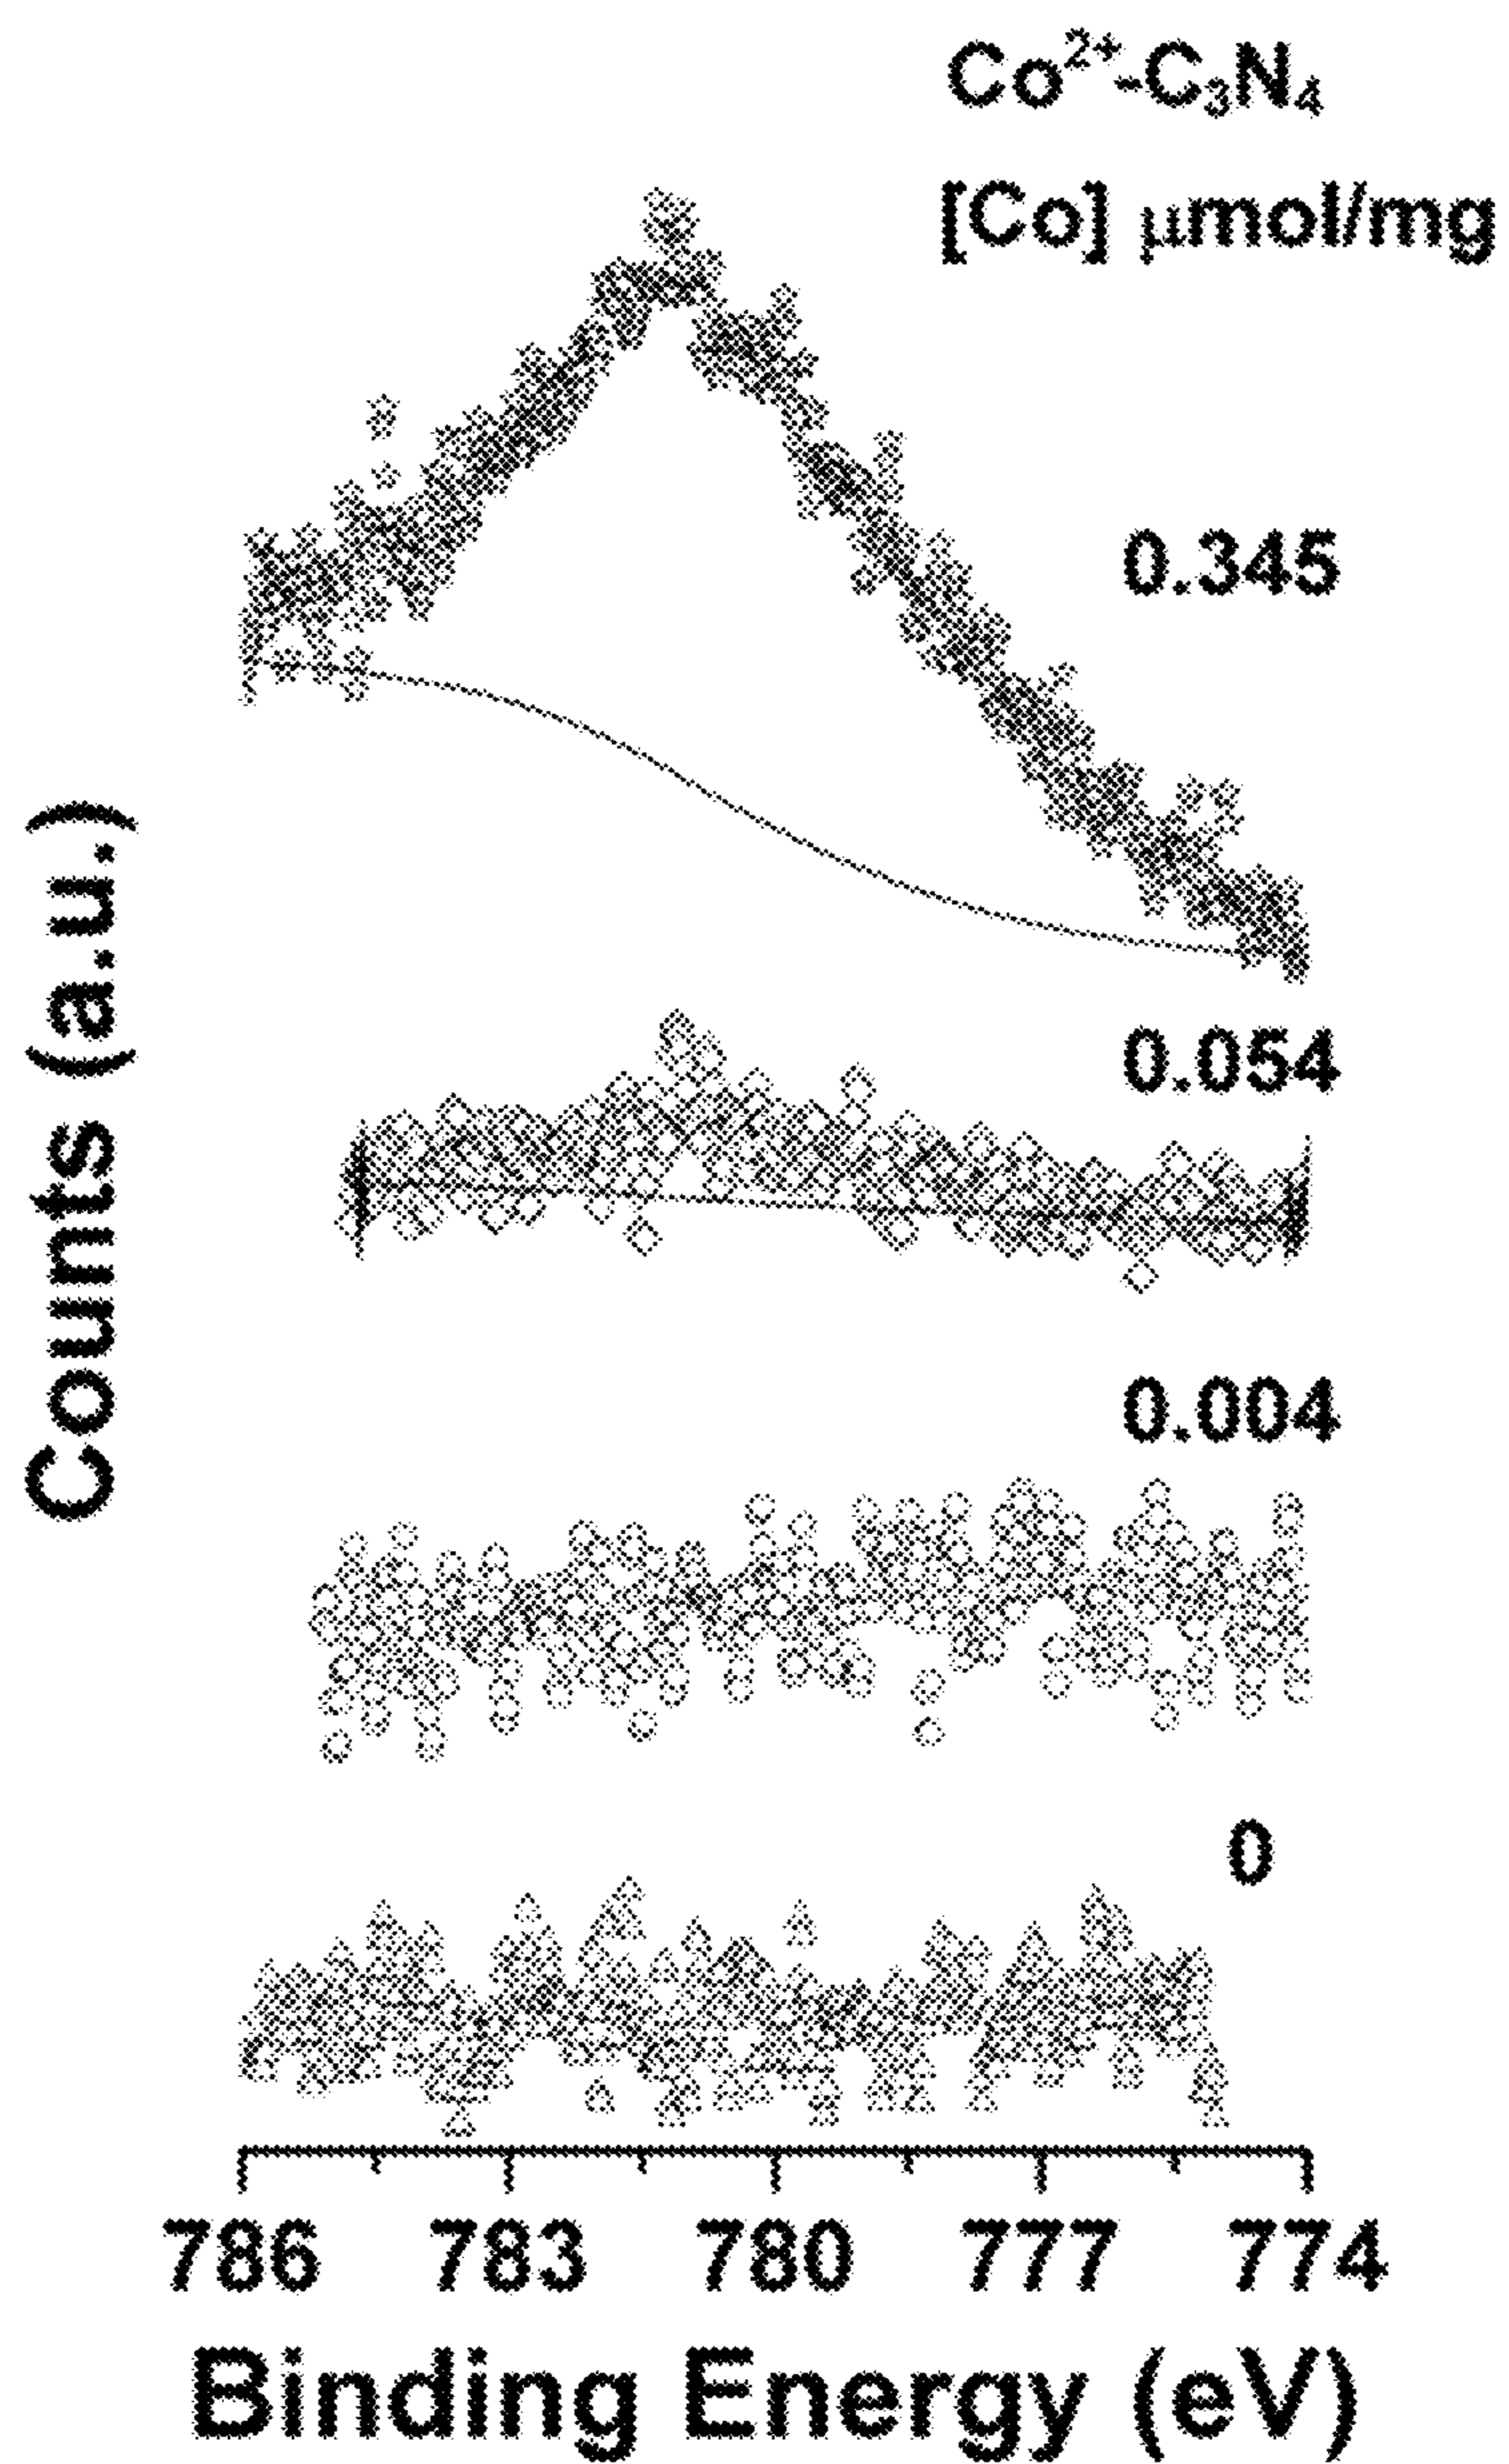 Co²⁺-C₃N₄
[Co] μmol/mg
0.345
0.054
0.004
0
Counts (a.u.)
786 783 780 777 774
Binding Energy (eV)